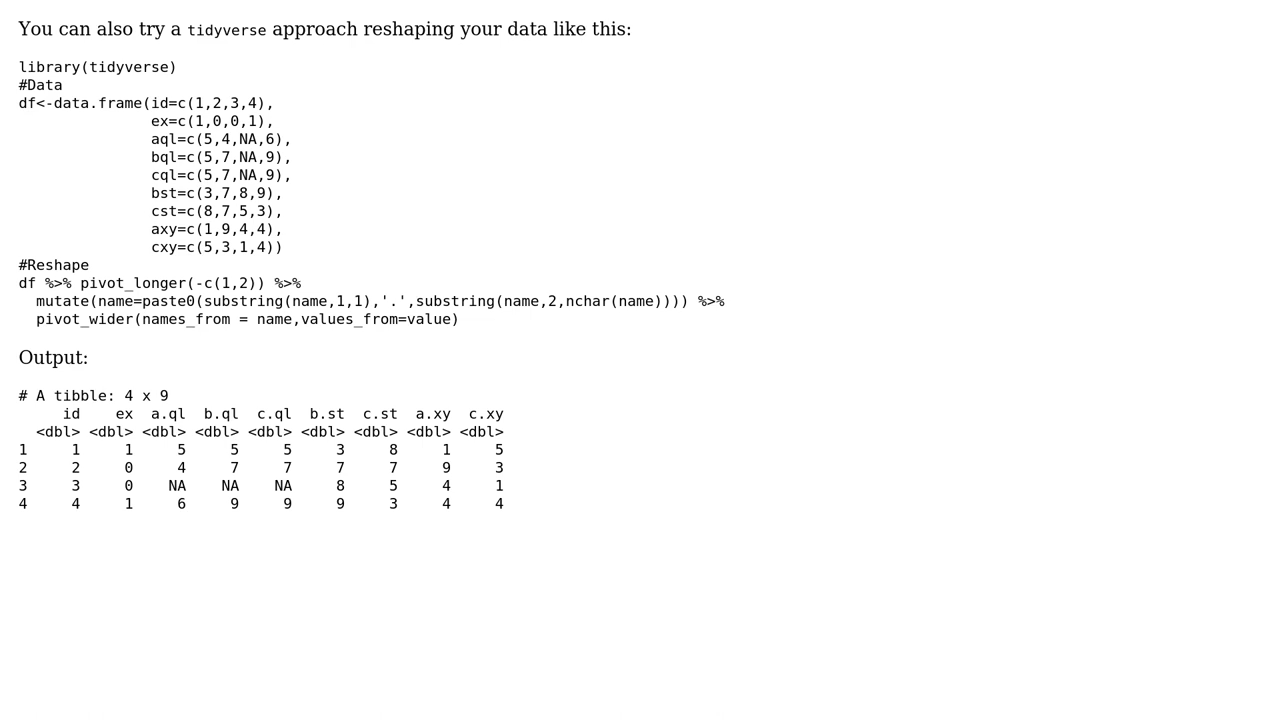 You can also try a tidyverse approach reshaping your data like this:
library(tidyverse)
#Data
df<-data.frame(id=c(1,2,3,4),
               ex=c(1,0,0,1),
               aql=c(5,4,NA,6),
               bql=c(5,7,NA,9),
               cql=c(5,7,NA,9),
               bst=c(3,7,8,9),
               cst=c(8,7,5,3),
               axy=c(1,9,4,4),
               cxy=c(5,3,1,4))
#Reshape
df %>% pivot_longer(-c(1,2)) %>%
  mutate(name=paste0(substring(name,1,1),'.',substring(name,2,nchar(name)))) %>%
  pivot_wider(names_from = name,values_from=value)
Output:
# A tibble: 4 x 9
     id    ex  a.ql  b.ql  c.ql  b.st  c.st  a.xy  c.xy
  <dbl> <dbl> <dbl> <dbl> <dbl> <dbl> <dbl> <dbl> <dbl>
1     1     1     5     5     5     3     8     1     5
2     2     0     4     7     7     7     7     9     3
3     3     0    NA    NA    NA     8     5     4     1
4     4     1     6     9     9     9     3     4     4